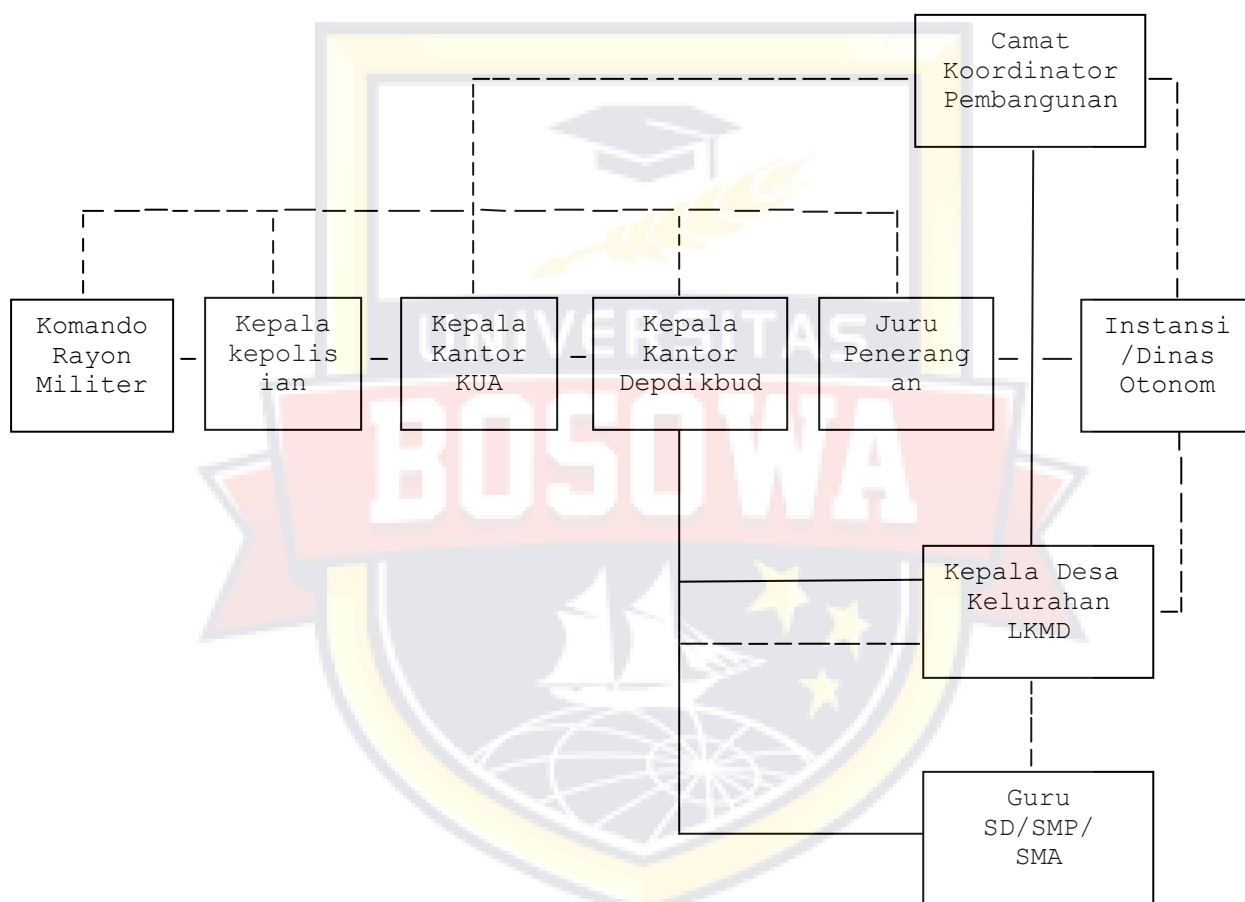 Camat
Koordinator
Pembangunan
Komando
Rayon
Militer
Kepala
kepolis
ian
Kepala
Kantor
KUA
Kepala
Kantor
Depdikbud
Juru
Penerang
an
Instansi
/Dinas
Otonom
UNIVERSITAS
BOSOWA
Kepala Desa
Kelurahan
LKMD
Guru
SD/SMP/
SMA